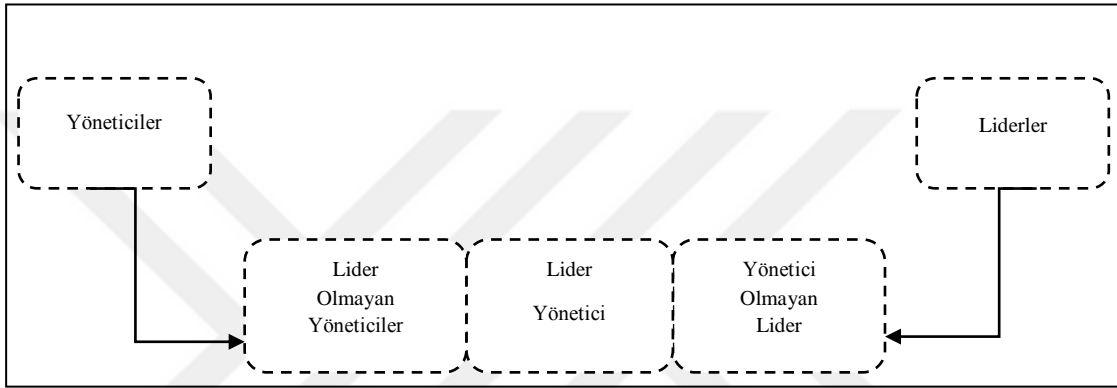 Yöneticiler
Liderler
Lider
Olmayan
Yöneticiler
Lider
Yönetici
Yönetici
Olmayan
Lider